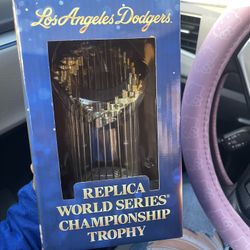 Los Angeles Dodgers
REPLICA
WORLD SERIES
CHAMPIONSHIP
TROPHY